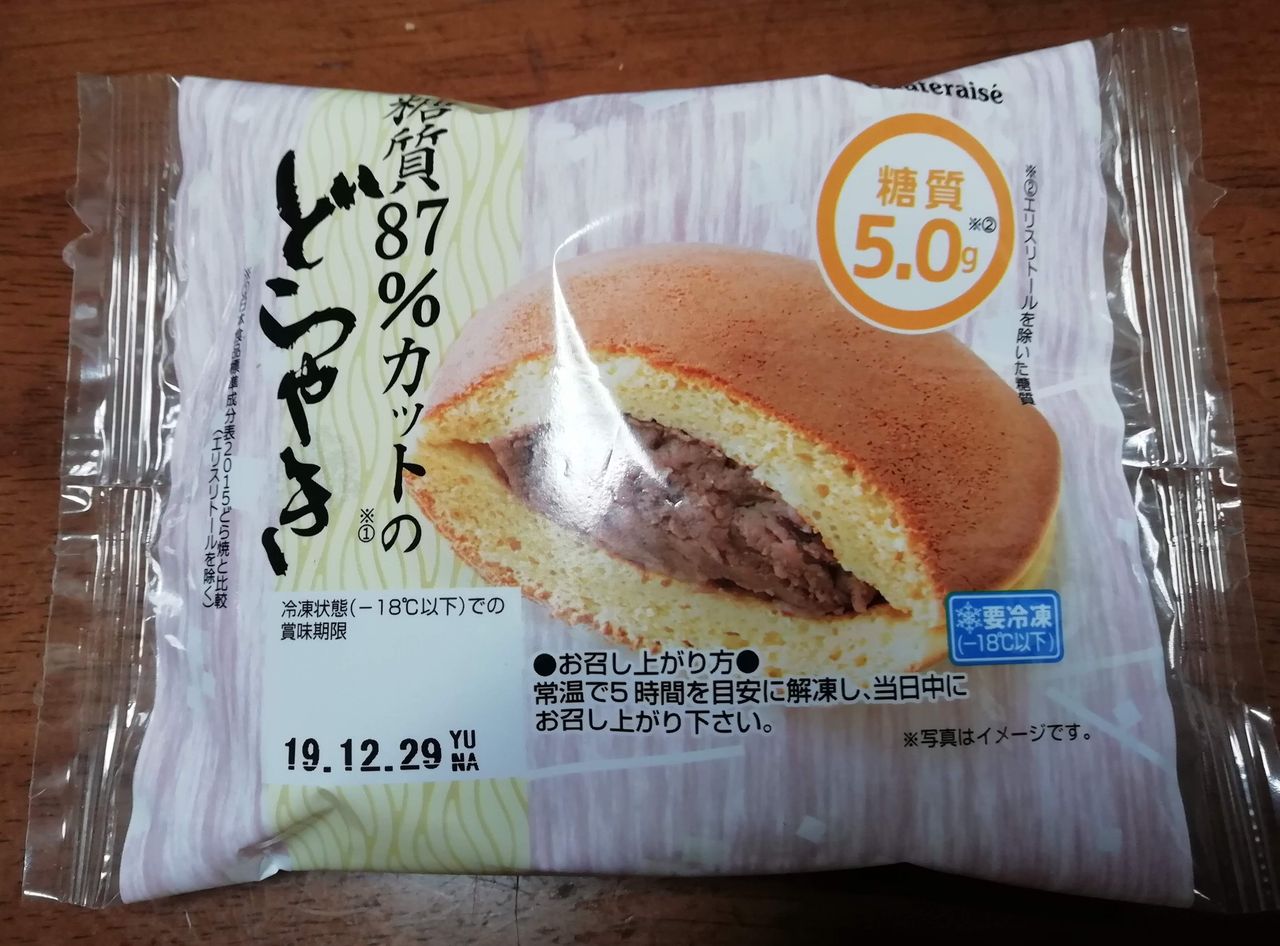 糖質87%カットの
※①
どらやき
※①日本食品標準成分表2015どら焼と比較
(エリスリトールを除く)
糖質
5.0g
※②
※②エリスリトールを除いた糖質
冷凍状態(-18℃以下)での
賞味期限
19.12.29
YU
NA
要冷凍
(-18℃以下)
●お召し上がり方●
常温で5時間を目安に解凍し、当日中に
お召し上がり下さい。
※写真はイメージです。